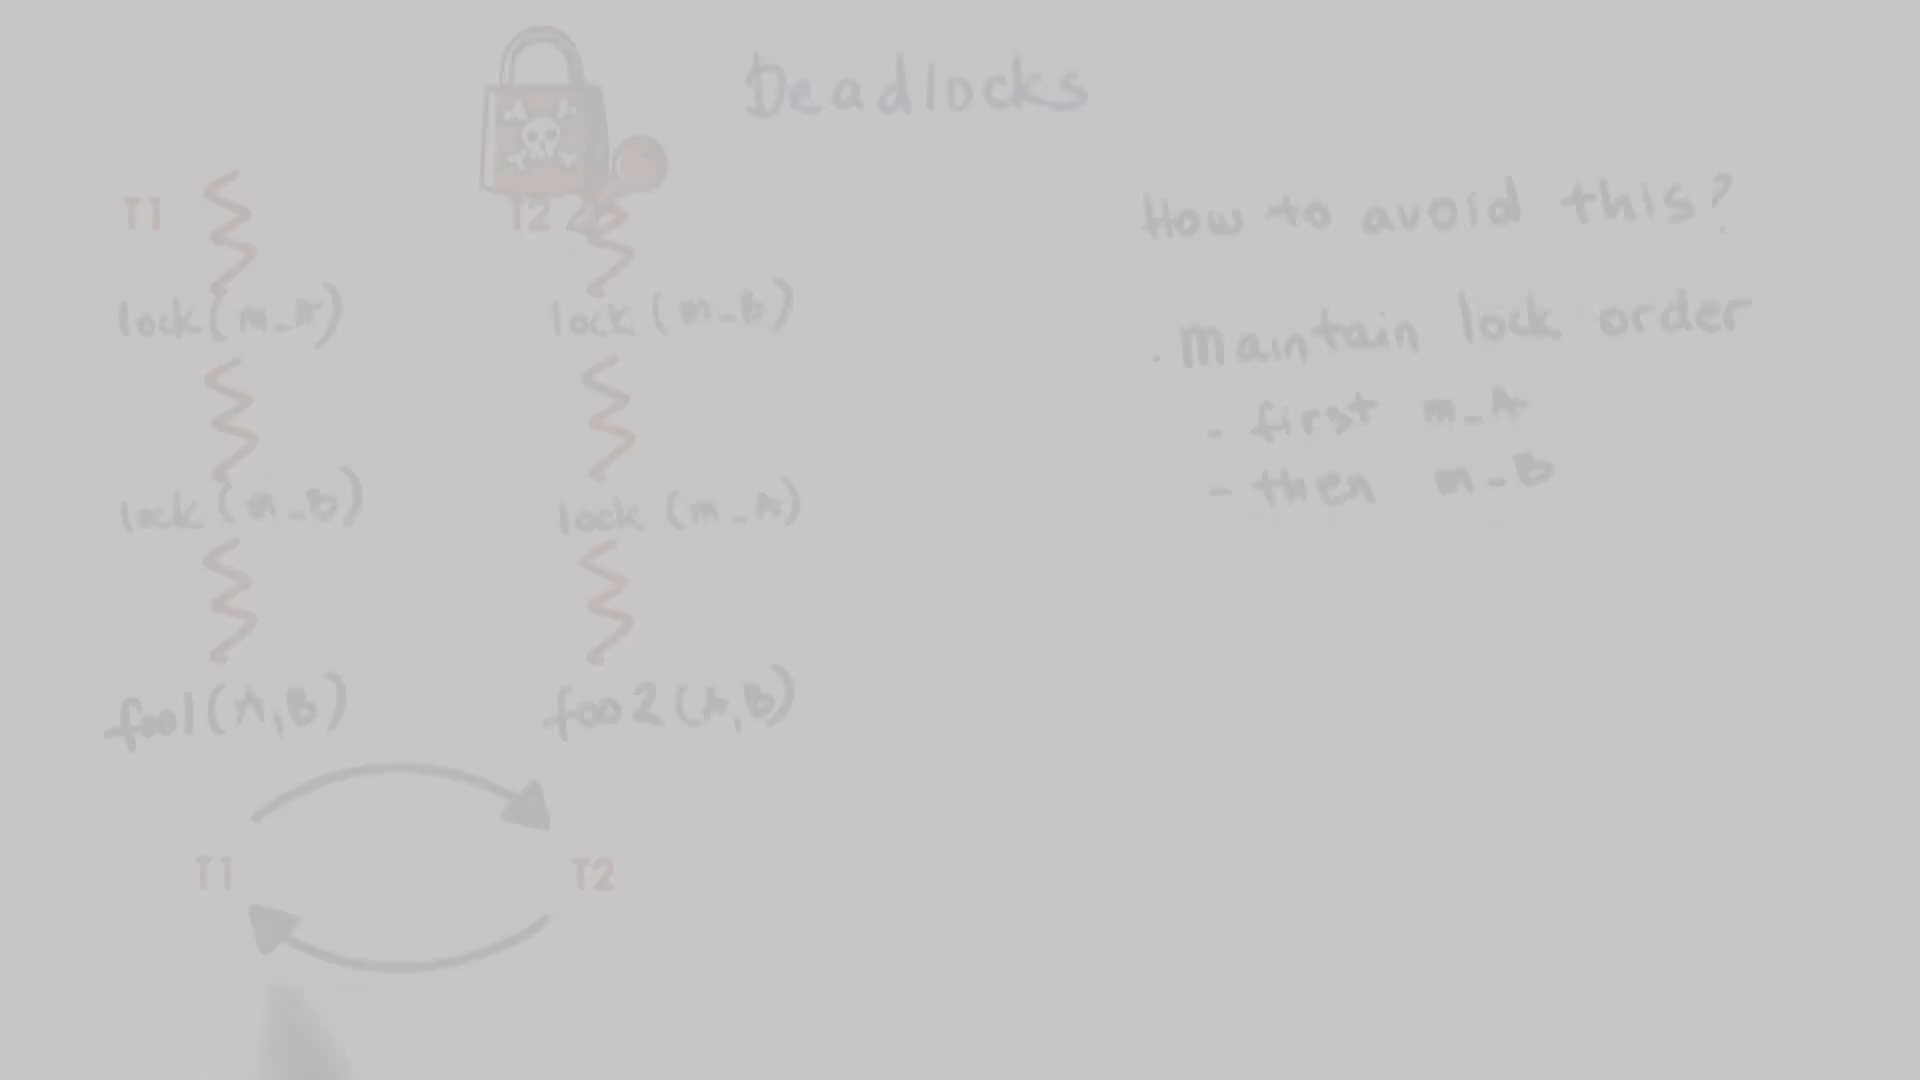 Deadlocks
T1
T2
lock(m_A)
lock(m_B)
lock(m_B)
lock(m_A)
foo1(A,B)
foo2(A,B)
T1
T2
How to avoid this?
. Maintain lock order
- first m_A
- then m_B